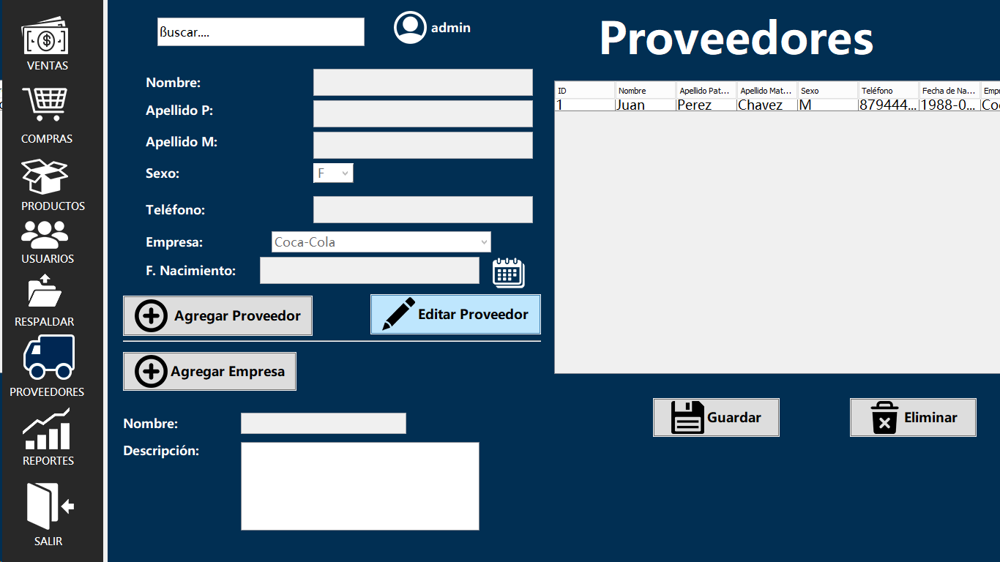 VENTAS
COMPRAS
PRODUCTOS
USUARIOS
RESPALDAR
PROVEEDORES
REPORTES
SALIR
Buscar....
admin
Proveedores
Nombre:
Apellido P:
Apellido M:
Sexo: F
Teléfono:
Empresa: Coca-Cola
F. Nacimiento:
Agregar Proveedor
Editar Proveedor
Agregar Empresa
Nombre:
Descripción:
ID Nombre Apellido Pat... Apellido Mat... Sexo Teléfono Fecha de Na... Empr
1 Juan Perez Chavez M 879444... 1988-0... Co
Guardar
Eliminar